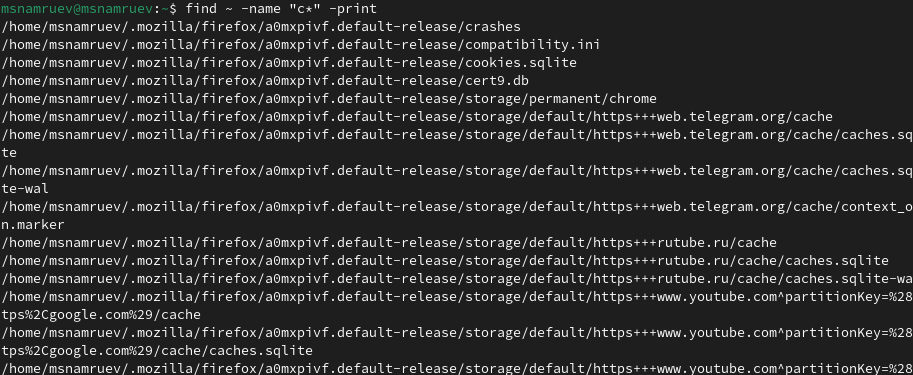 msnamruev@msnamruev:~$ find ~ -name "c*" -print
/home/msnamruev/.mozilla/firefox/a0mxpivf.default-release/crashes
/home/msnamruev/.mozilla/firefox/a0mxpivf.default-release/compatibility.ini
/home/msnamruev/.mozilla/firefox/a0mxpivf.default-release/cookies.sqlite
/home/msnamruev/.mozilla/firefox/a0mxpivf.default-release/cert9.db
/home/msnamruev/.mozilla/firefox/a0mxpivf.default-release/storage/permanent/chrome
/home/msnamruev/.mozilla/firefox/a0mxpivf.default-release/storage/default/https+++web.telegram.org/cache
/home/msnamruev/.mozilla/firefox/a0mxpivf.default-release/storage/default/https+++web.telegram.org/cache/caches.sq
te
/home/msnamruev/.mozilla/firefox/a0mxpivf.default-release/storage/default/https+++web.telegram.org/cache/caches.sq
te-wal
/home/msnamruev/.mozilla/firefox/a0mxpivf.default-release/storage/default/https+++web.telegram.org/cache/context_o
n.marker
/home/msnamruev/.mozilla/firefox/a0mxpivf.default-release/storage/default/https+++rutube.ru/cache
/home/msnamruev/.mozilla/firefox/a0mxpivf.default-release/storage/default/https+++rutube.ru/cache/caches.sqlite
/home/msnamruev/.mozilla/firefox/a0mxpivf.default-release/storage/default/https+++rutube.ru/cache/caches.sqlite-wa
/home/msnamruev/.mozilla/firefox/a0mxpivf.default-release/storage/default/https+++www.youtube.com^partitionKey=%28
tps%2Cgoogle.com%29/cache
/home/msnamruev/.mozilla/firefox/a0mxpivf.default-release/storage/default/https+++www.youtube.com^partitionKey=%28
tps%2Cgoogle.com%29/cache/caches.sqlite
/home/msnamruev/.mozilla/firefox/a0mxpivf.default-release/storage/default/https+++www.youtube.com^partitionKey=%28